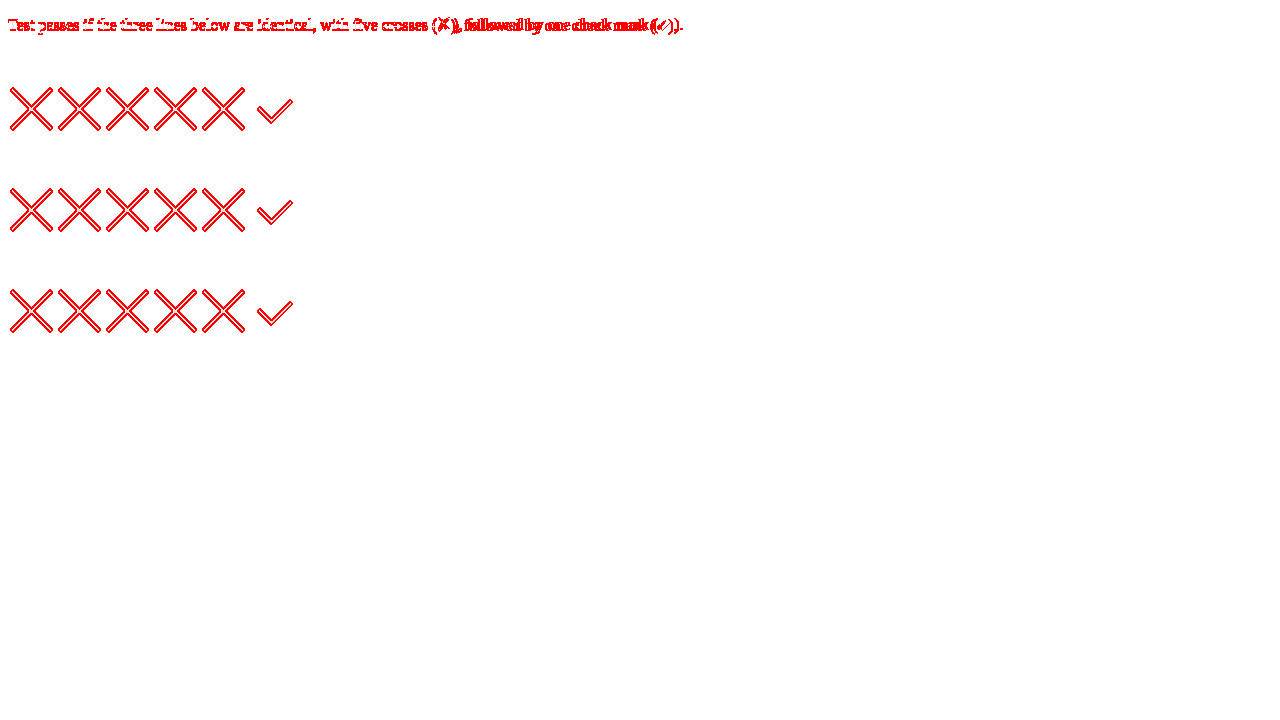 Test passes if the three lines below are identical, with five crosses (✗), followed by one check mark (✓).
✗✗✗✗✗✓
✗✗✗✗✗✓
✗✗✗✗✗✓